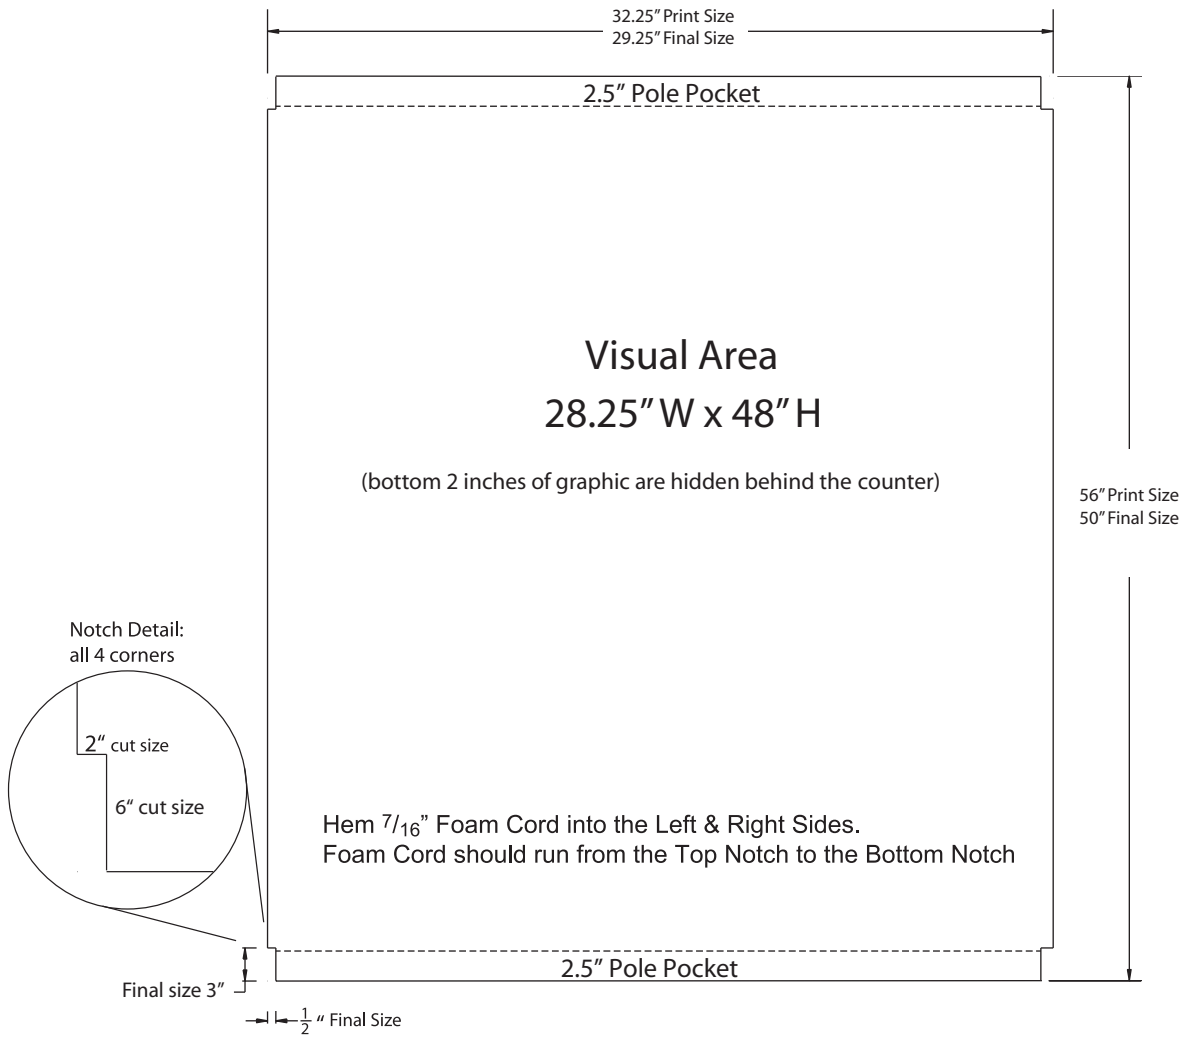 32.25” Print Size
29.25” Final Size
2.5” Pole Pocket
Visual Area
28.25” W x 48” H
(bottom 2 inches of graphic are hidden behind the counter)
56” Print Size
50” Final Size
Notch Detail:
all 4 corners
2“ cut size
6“ cut size
Hem 7/16” Foam Cord into the Left & Right Sides.
Foam Cord should run from the Top Notch to the Bottom Notch
2.5” Pole Pocket
Final size 3”
1/2 “ Final Size